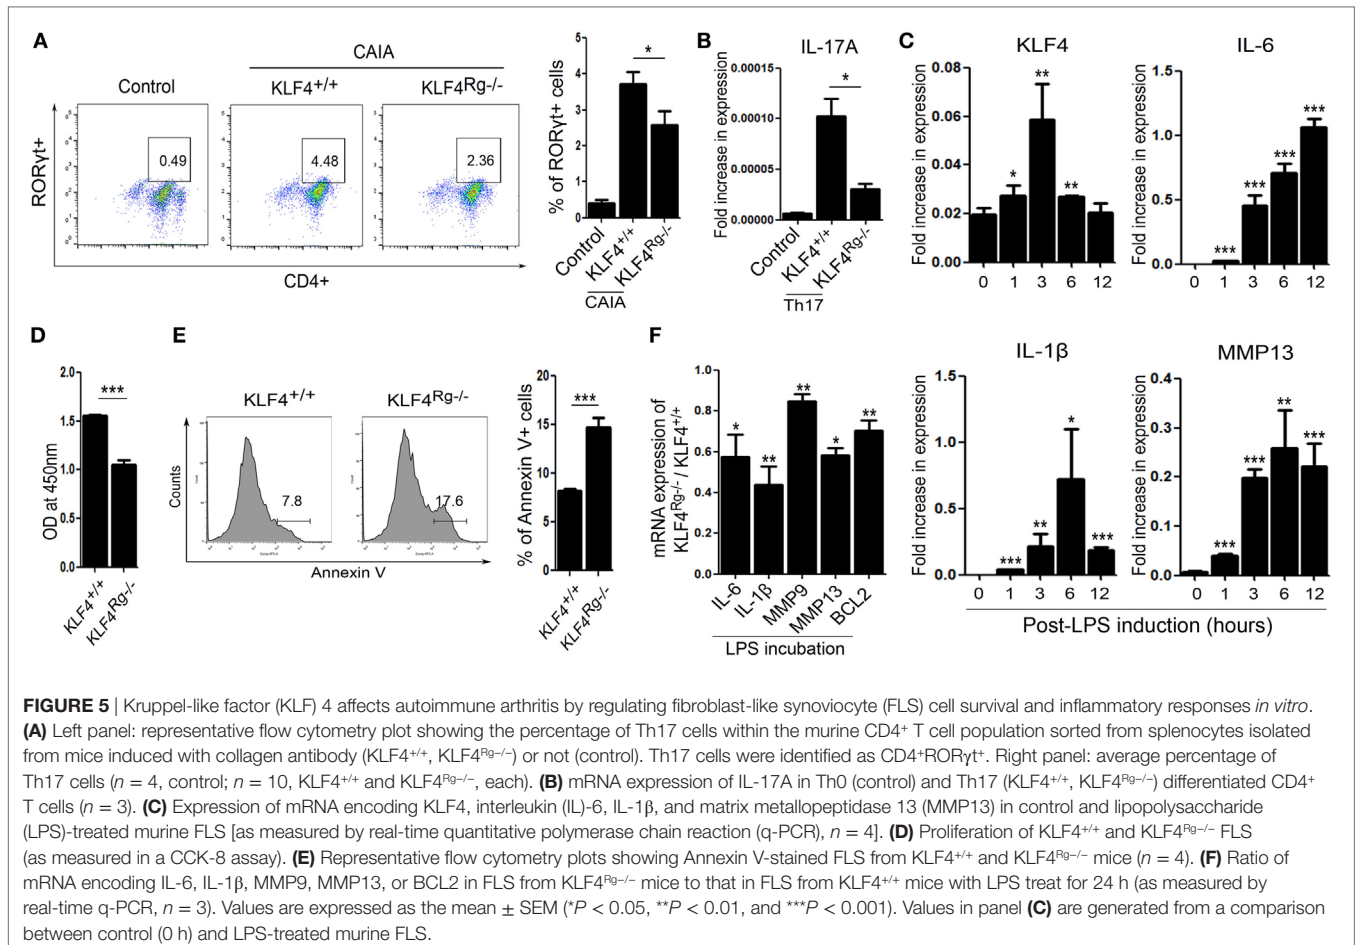 A
CAIA
Control
KLF4+/+
KLF4Rg-/-
RORγt+
0.49
4.48
2.36
CD4+
% of RORγt+ cells
5
4
3
2
1
0
*
Control
KLF4+/+
KLF4Rg-/-
CAIA
B
IL-17A
Fold increase in expression
0.00015
0.00010
0.00005
0.00000
*
Control
KLF4+/+
KLF4Rg-/-
Th17
C
KLF4
Fold increase in expression
0.08
0.06
0.04
0.02
0.00
* ** **
0 1 3 6 12
IL-6
Fold increase in expression
1.5
1.0
0.5
0.0
*** *** *** ***
0 1 3 6 12
D
OD at 450nm
2.0
1.5
1.0
0.5
0.0
***
KLF4+/+
KLF4Rg-/-
E
KLF4+/+
KLF4Rg-/-
Counts
7.8
17.6
Annexin V
% of Annexin V+ cells
20
15
10
5
0
***
KLF4+/+
KLF4Rg-/-
F
mRNA expression of
KLF4Rg-/- / KLF4+/+
1.0
0.8
0.6
0.4
0.2
0.0
* ** ** * **
IL-6
IL-1β
MMP9
MMP13
BCL2
LPS incubation
IL-1β
Fold increase in expression
1.5
1.0
0.5
0.0
*** ** * ***
0 1 3 6 12
MMP13
Fold increase in expression
0.4
0.3
0.2
0.1
0.0
*** *** ** ***
0 1 3 6 12
Post-LPS induction (hours)
FIGURE 5 | Kruppel-like factor (KLF) 4 affects autoimmune arthritis by regulating fibroblast-like synoviocyte (FLS) cell survival and inflammatory responses in vitro.
(A) Left panel: representative flow cytometry plot showing the percentage of Th17 cells within the murine CD4+ T cell population sorted from splenocytes isolated
from mice induced with collagen antibody (KLF4+/+, KLF4Rg−/−) or not (control). Th17 cells were identified as CD4+RORγt+. Right panel: average percentage of
Th17 cells (n = 4, control; n = 10, KLF4+/+ and KLF4Rg−/−, each). (B) mRNA expression of IL-17A in Th0 (control) and Th17 (KLF4+/+, KLF4Rg−/−) differentiated CD4+
T cells (n = 3). (C) Expression of mRNA encoding KLF4, interleukin (IL)-6, IL-1β, and matrix metallopeptidase 13 (MMP13) in control and lipopolysaccharide
(LPS)-treated murine FLS [as measured by real-time quantitative polymerase chain reaction (q-PCR), n = 4]. (D) Proliferation of KLF4+/+ and KLF4Rg−/− FLS
(as measured in a CCK-8 assay). (E) Representative flow cytometry plots showing Annexin V-stained FLS from KLF4+/+ and KLF4Rg−/− mice (n = 4). (F) Ratio of
mRNA encoding IL-6, IL-1β, MMP9, MMP13, or BCL2 in FLS from KLF4Rg−/− mice to that in FLS from KLF4+/+ mice with LPS treat for 24 h (as measured by
real-time q-PCR, n = 3). Values are expressed as the mean ± SEM (*P < 0.05, **P < 0.01, and ***P < 0.001). Values in panel (C) are generated from a comparison
between control (0 h) and LPS-treated murine FLS.